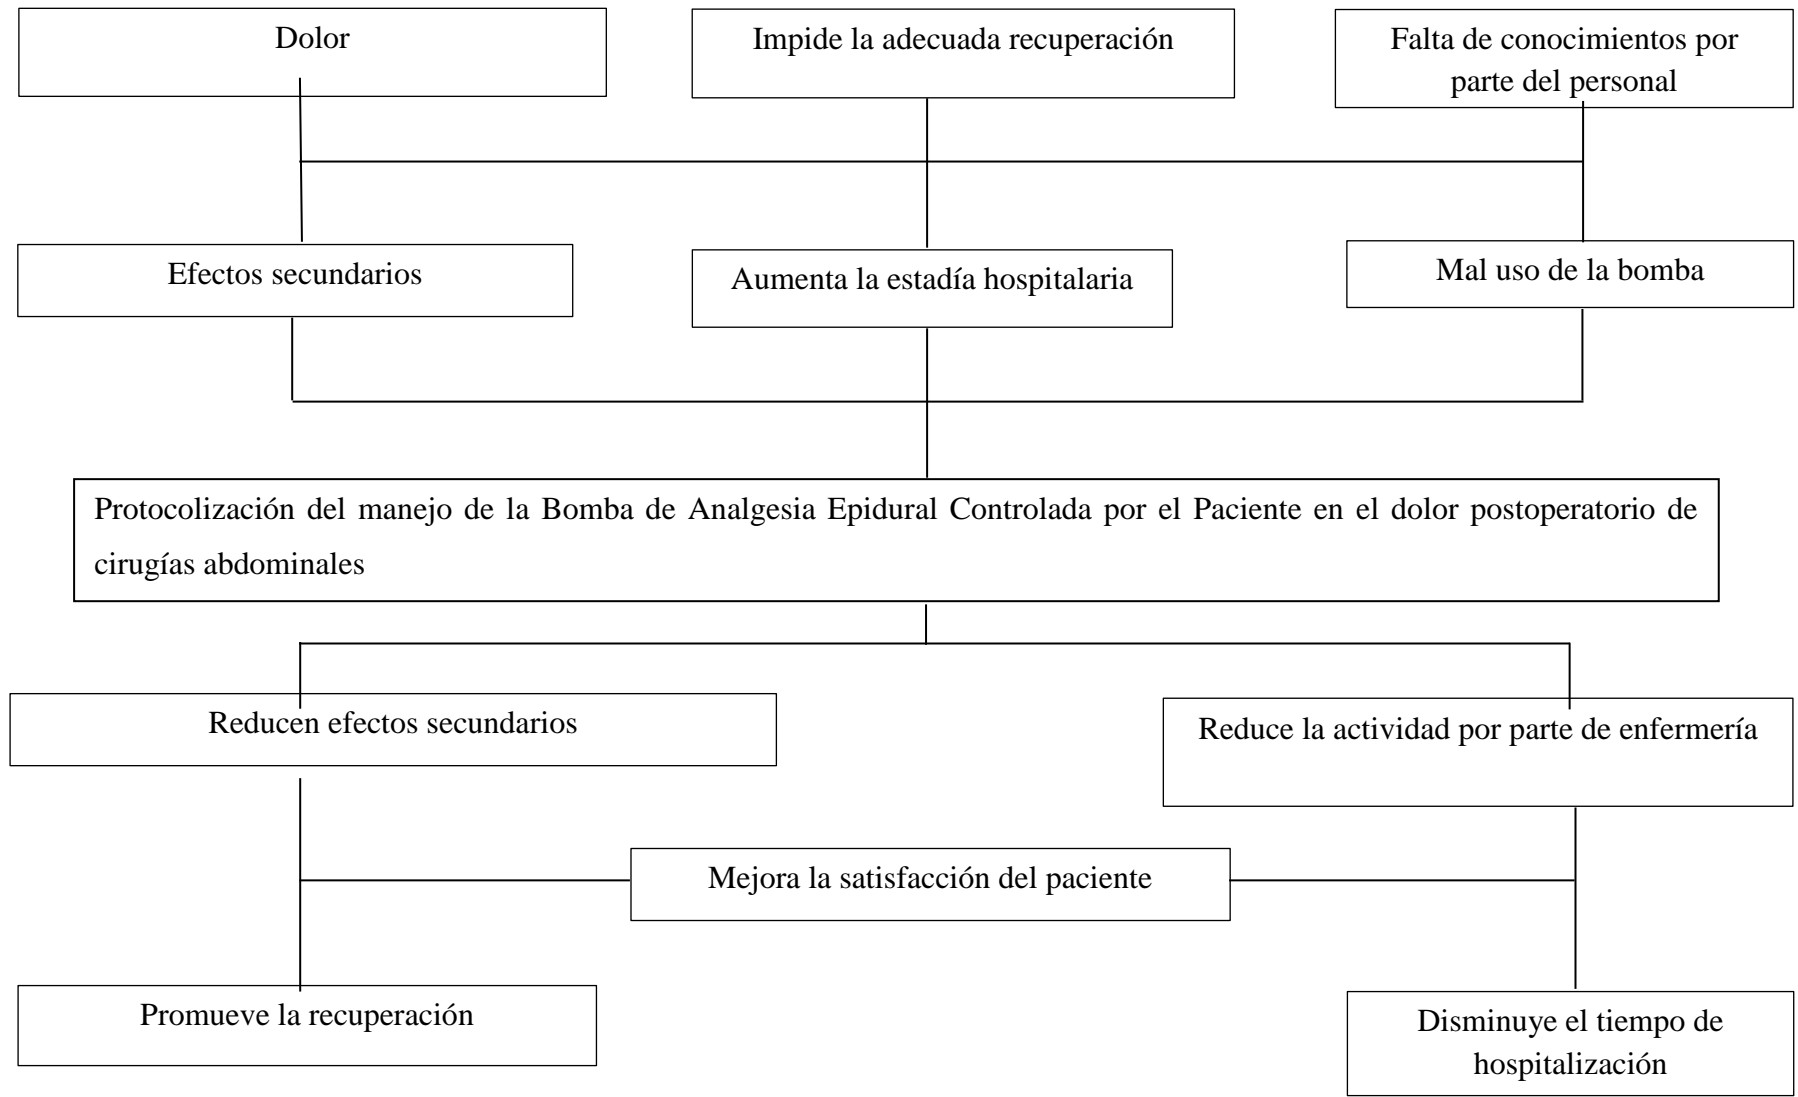 Dolor
Impide la adecuada recuperación
Falta de conocimientos por
parte del personal
Efectos secundarios
Aumenta la estadía hospitalaria
Mal uso de la bomba
Protocolización del manejo de la Bomba de Analgesia Epidural Controlada por el Paciente en el dolor postoperatorio de
cirugías abdominales
Reducen efectos secundarios
Reduce la actividad por parte de enfermería
Mejora la satisfacción del paciente
Promueve la recuperación
Disminuye el tiempo de
hospitalización